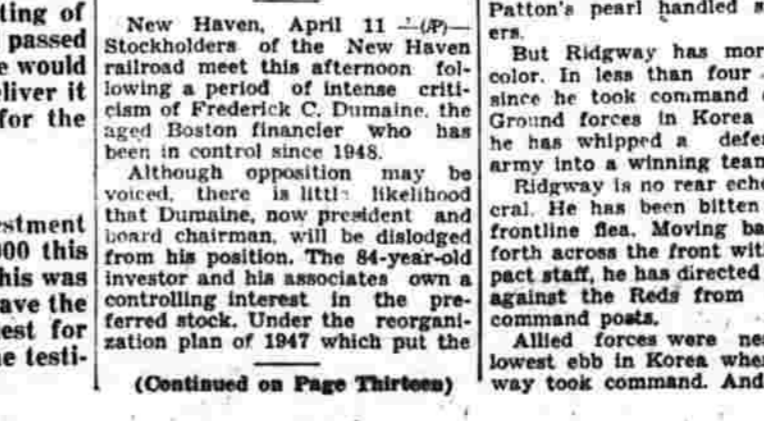 ting of
passed
e would
liver it
for the
stment
000 this
his was
ave the
est for
e testi-
New Haven, April 11 —(AP)—
Stockholders of the New Haven
railroad meet this afternoon fol-
lowing a period of intense criti-
cism of Frederick C. Dumaine, the
aged Boston financier who has
been in control since 1948.
Although opposition may be
voiced, there is little likelihood
that Dumaine, now president and
board chairman, will be dislodged
from his position. The 84-year-old
investor and his associates own a
controlling interest in the pre-
ferred stock. Under the reorgani-
zation plan of 1947 which put the
(Continued on Page Thirteen)
Patton's pearl handled
ers.
But Ridgway has mor
color. In less than four
since he took command
Ground forces in Korea
he has whipped a defe
army into a winning team
Ridgway is no rear eche
eral. He has been bitten
frontline flea. Moving ba
forth across the front wit
pact staff, he has directed
against the Reds from
command posts.
Allied forces were ne
lowest ebb in Korea when
way took command. And